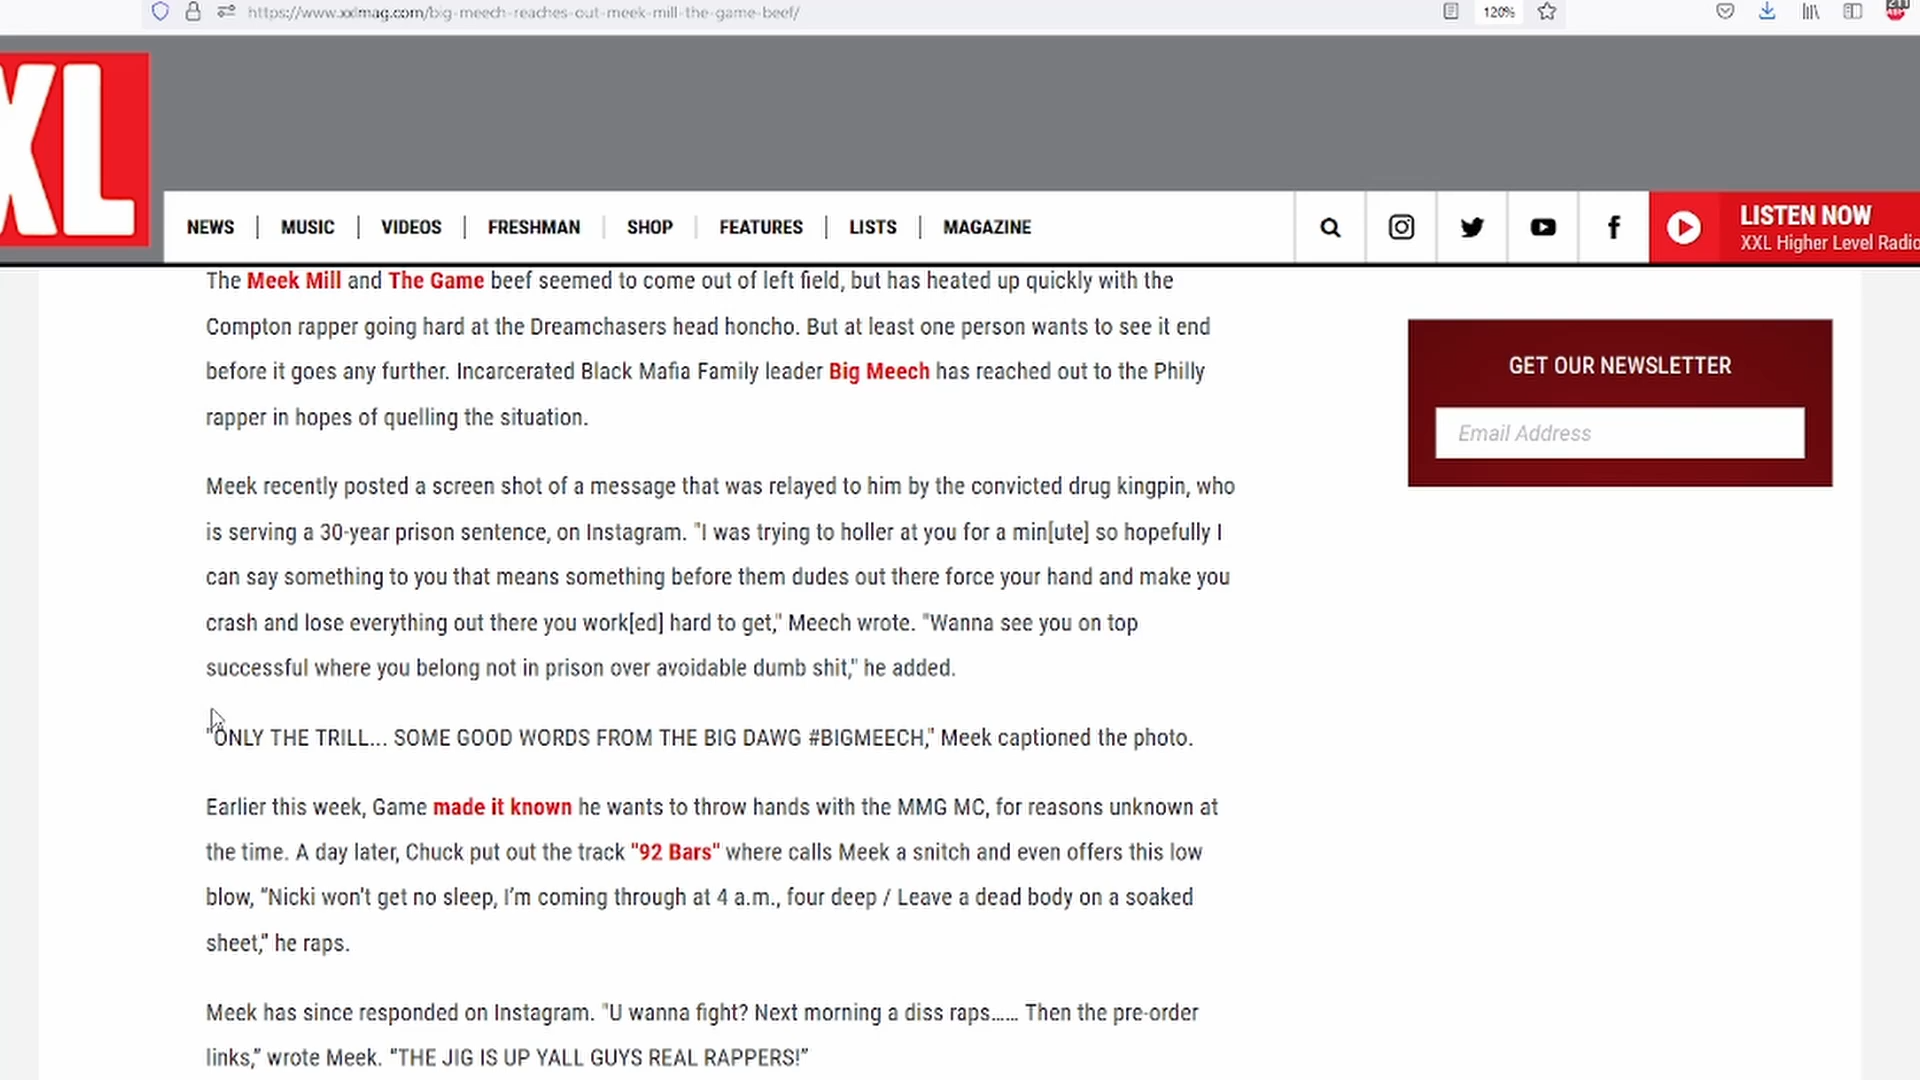 https://www.xxlmag.com/big-meech-reaches-out-meek-mill-the-game-beef/
120%
XL
NEWS | MUSIC | VIDEOS | FRESHMAN | SHOP | FEATURES | LISTS | MAGAZINE
LISTEN NOW
XXL Higher Level Radio
The Meek Mill and The Game beef seemed to come out of left field, but has heated up quickly with the
Compton rapper going hard at the Dreamchasers head honcho. But at least one person wants to see it end
before it goes any further. Incarcerated Black Mafia Family leader Big Meech has reached out to the Philly
rapper in hopes of quelling the situation.
Meek recently posted a screen shot of a message that was relayed to him by the convicted drug kingpin, who
is serving a 30-year prison sentence, on Instagram. "I was trying to holler at you for a min[ute] so hopefully I
can say something to you that means something before them dudes out there force your hand and make you
crash and lose everything out there you work[ed] hard to get," Meech wrote. "Wanna see you on top
successful where you belong not in prison over avoidable dumb shit," he added.
"ONLY THE TRILL... SOME GOOD WORDS FROM THE BIG DAWG #BIGMEECH," Meek captioned the photo.
Earlier this week, Game made it known he wants to throw hands with the MMG MC, for reasons unknown at
the time. A day later, Chuck put out the track "92 Bars" where calls Meek a snitch and even offers this low
blow, “Nicki won’t get no sleep, I’m coming through at 4 a.m., four deep / Leave a dead body on a soaked
sheet,” he raps.
Meek has since responded on Instagram. "U wanna fight? Next morning a diss raps…… Then the pre-order
links,” wrote Meek. “THE JIG IS UP YALL GUYS REAL RAPPERS!”
GET OUR NEWSLETTER
Email Address